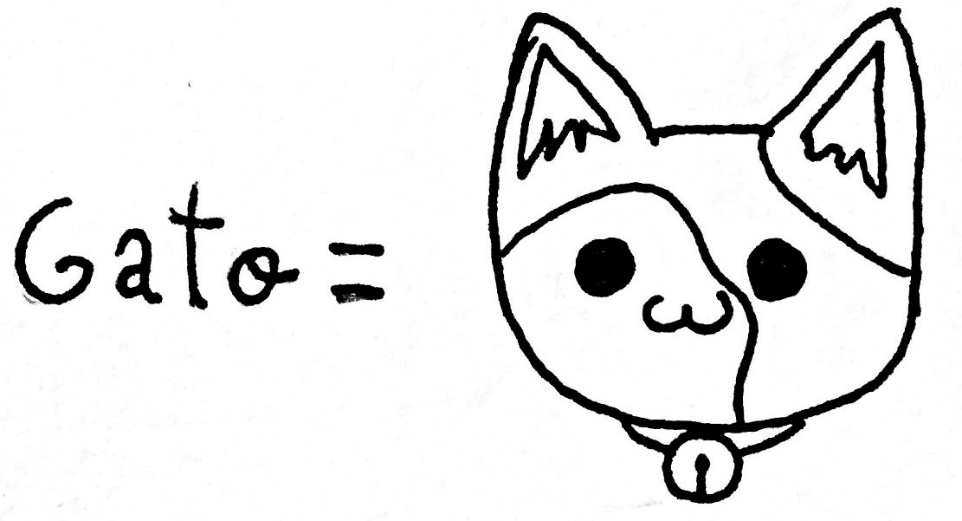 Gato =